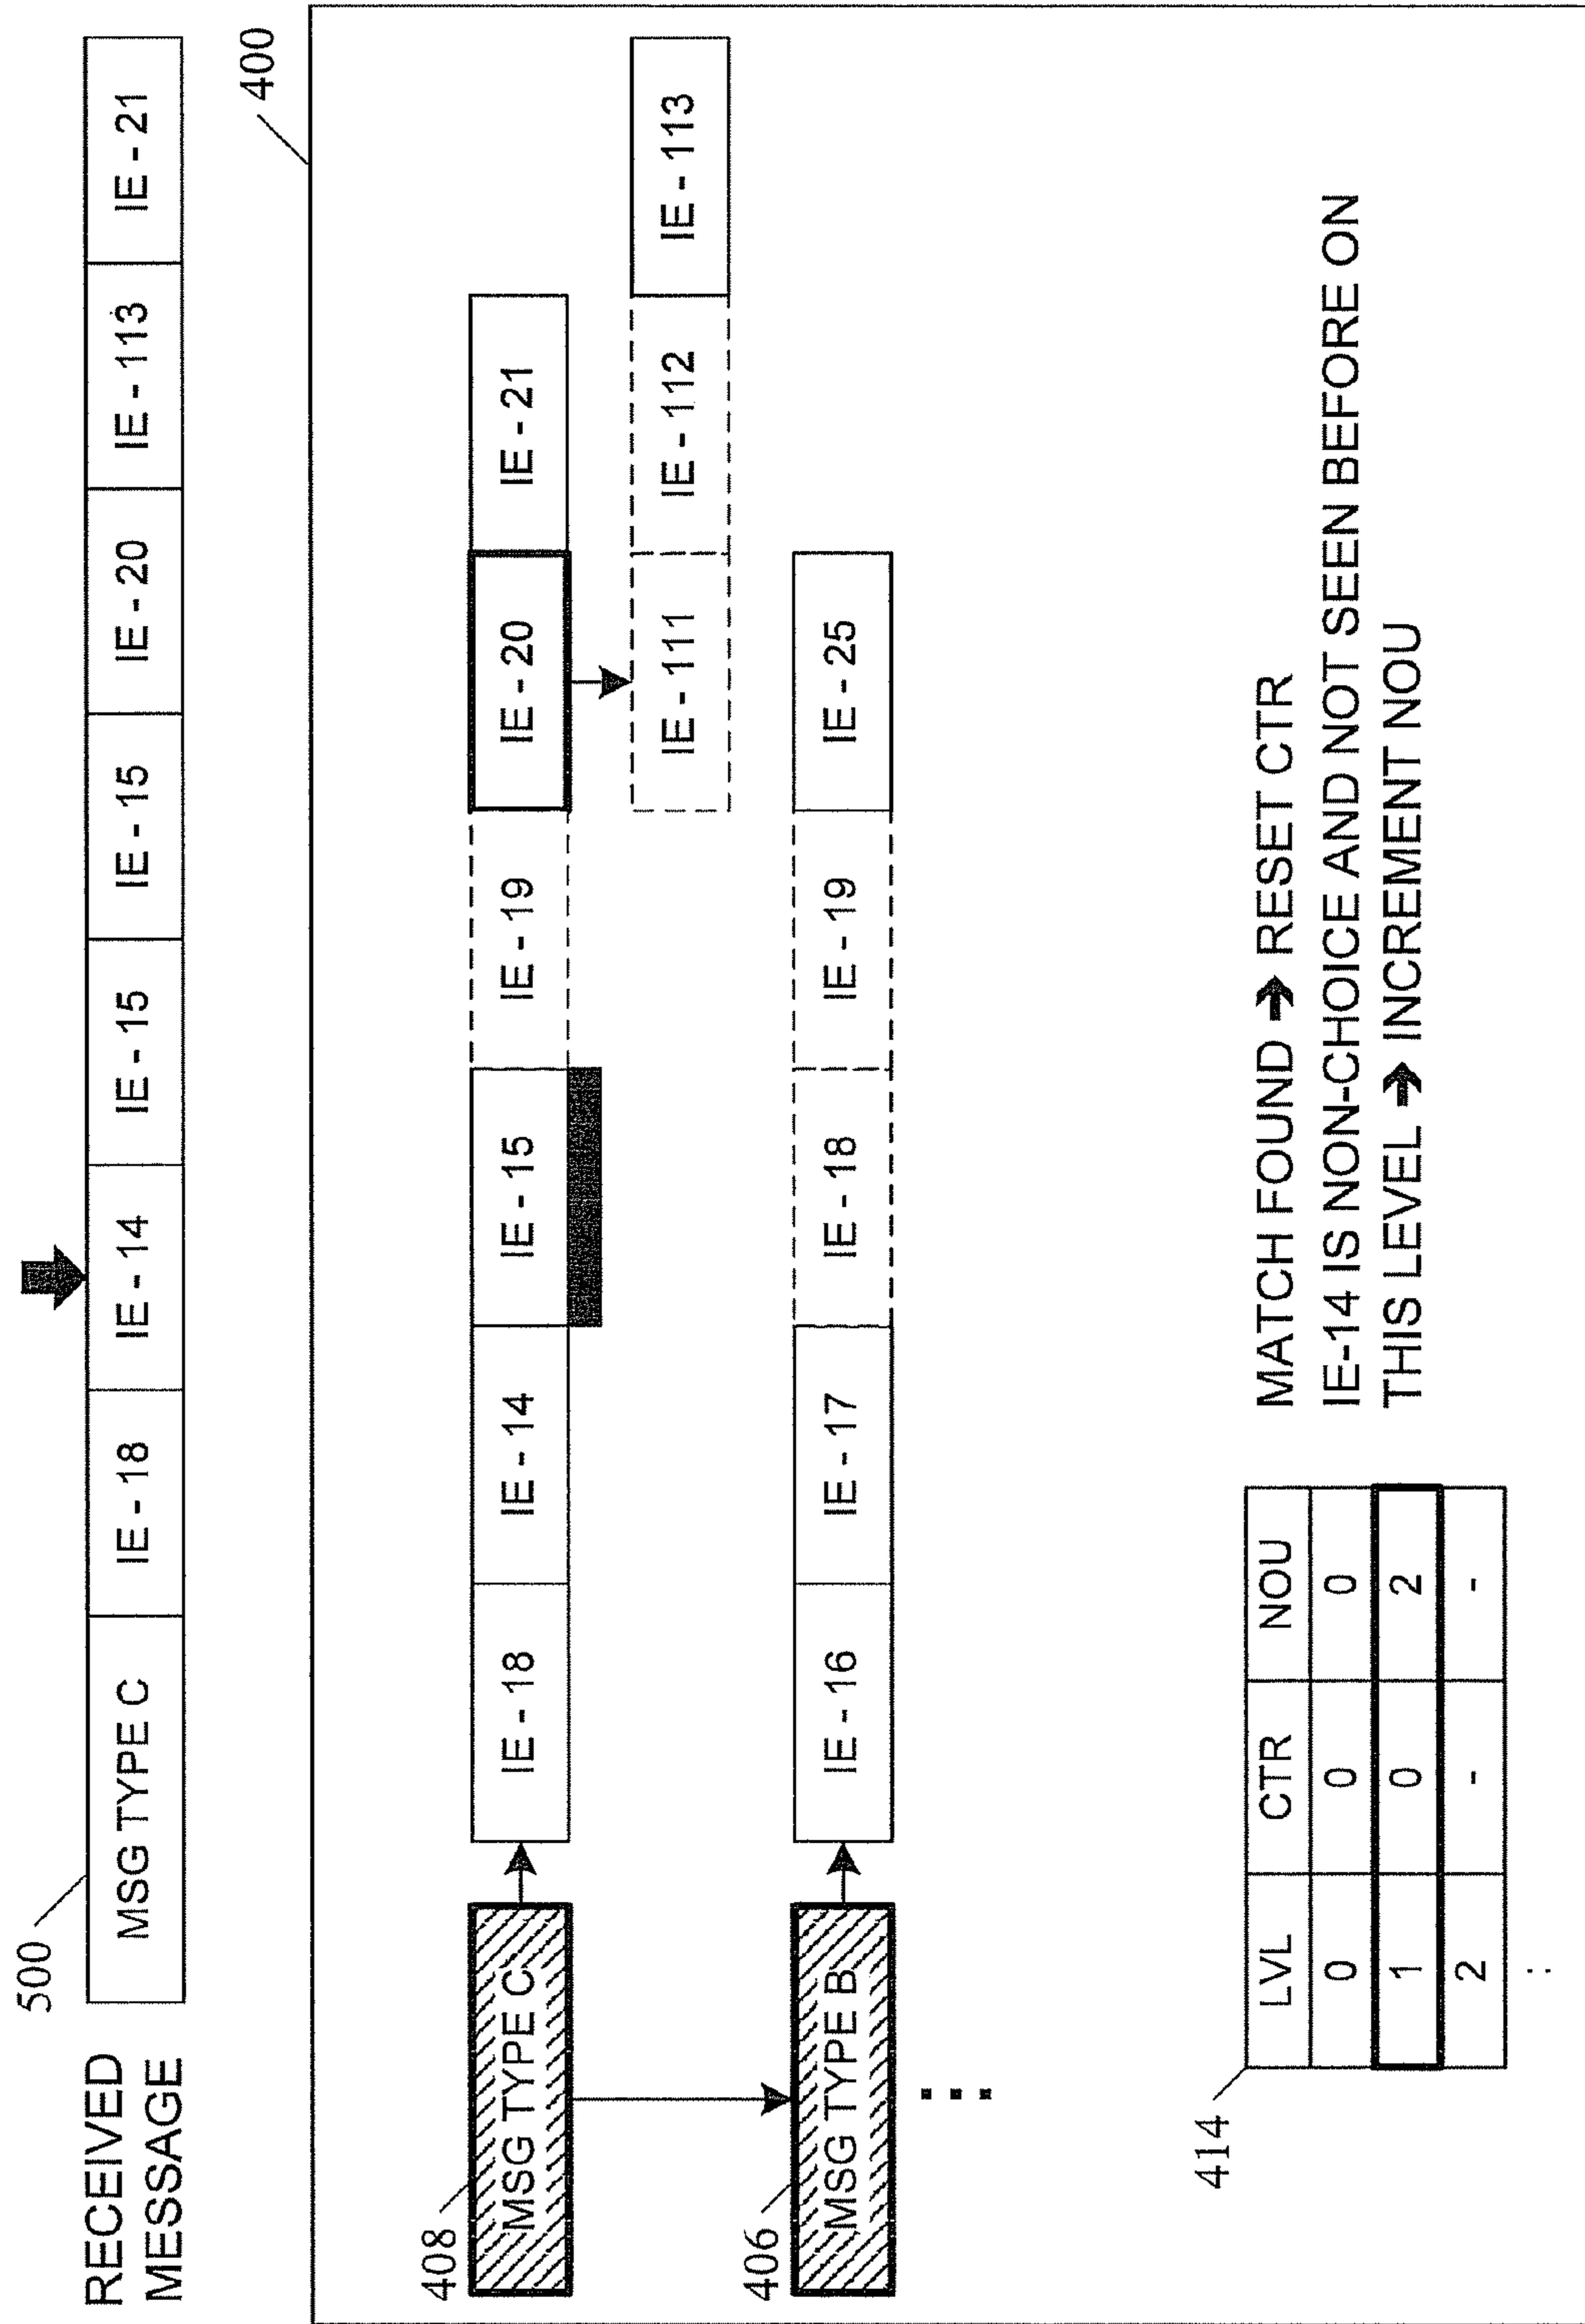 500
RECEIVED
MESSAGE
MSG TYPE C IE - 18 IE - 14 IE - 15 IE - 15 IE - 20 IE - 113 IE - 21
400
408
MSG TYPE C IE - 18 IE - 14 IE - 15 IE - 19 IE - 20 IE - 21
IE - 111 IE - 112 IE - 113
406
MSG TYPE B IE - 16 IE - 17 IE - 18 IE - 19 IE - 25
414
LVL CTR NOU
0 0 0
1 0 2
2 - -
MATCH FOUND ➔ RESET CTR
IE-14 IS NON-CHOICE AND NOT SEEN BEFORE ON
THIS LEVEL ➔ INCREMENT NOU